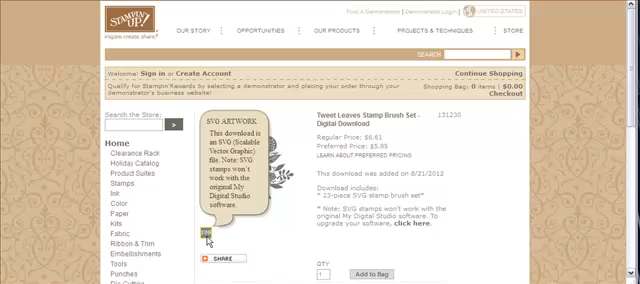 STAMPIN' UP!
inspire.create.share.
Find A Demonstrator | Demonstrator Login | UNITED STATES
OUR STORY OPPORTUNITIES OUR PRODUCTS PROJECTS & TECHNIQUES STORE
SEARCH
Welcome! Sign in or Create Account
Continue Shopping
Qualify for Stampin'Rewards by selecting a demonstrator and placing your order through your
demonstrator's business website!
Shopping Bag: 0 items | $0.00
Checkout
Search the Store:
>
Home
Clearance Rack
Holiday Catalog
Product Suites
Stamps
Ink
Color
Paper
Kits
Fabric
Ribbon & Trim
Embellishments
Tools
Punches
Die Cutting
SVG ARTWORK
This download is
an SVG (Scalable
Vector Graphic)
file. Note: SVG
stamps won't
work with the
original My
Digital Studio
software.
SHARE
Tweet Leaves Stamp Brush Set -
Digital Download
131230
Regular Price: $6.61
Preferred Price: $5.95
LEARN ABOUT PREFERRED PRICING
This download was added on 8/21/2012
Download includes:
* 23-piece SVG stamp brush set*
* Note: SVG stamps won't work with the
original My Digital Studio software. To
upgrade your software, click here.
QTY:
1
Add to Bag